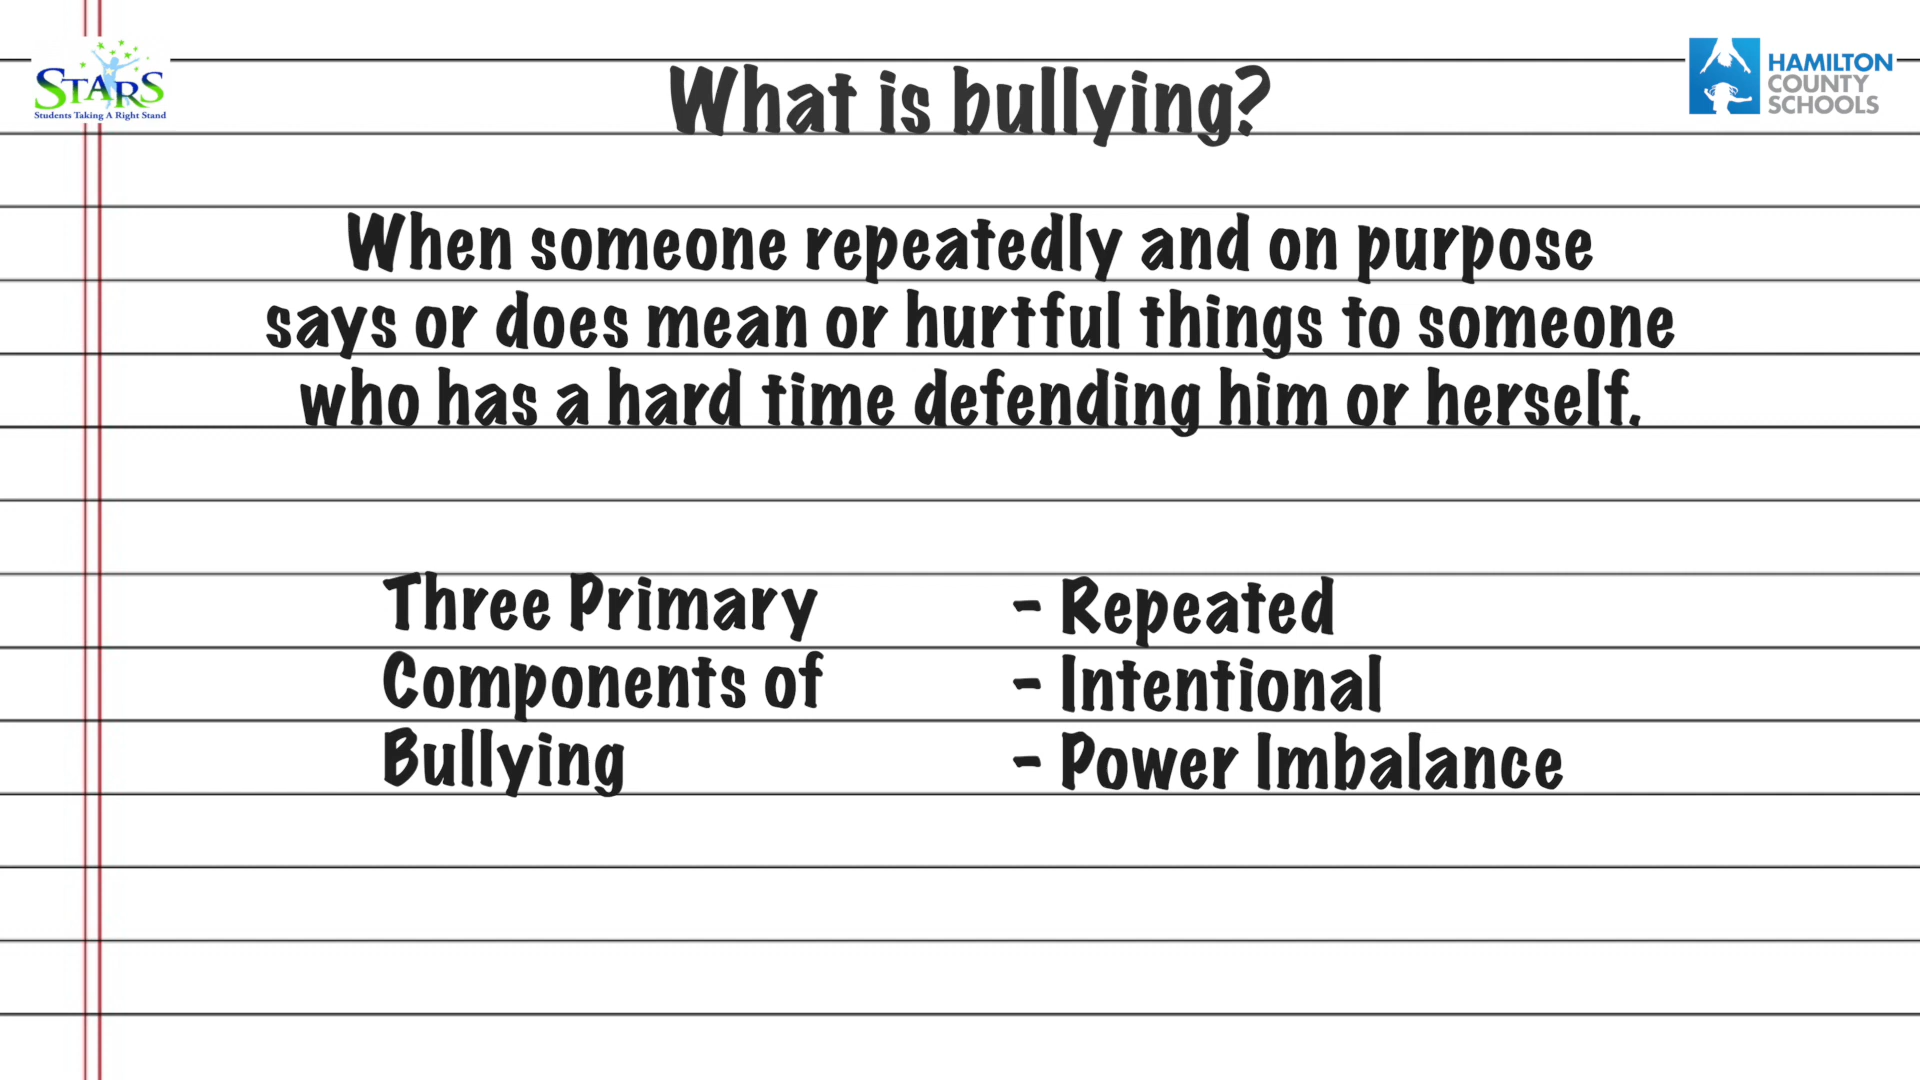 STARS
Students Taking A Right Stand
HAMILTON
COUNTY
SCHOOLS
What is bullying?
When someone repeatedly and on purpose
says or does mean or hurtful things to someone
who has a hard time defending him or herself.
Three Primary
Components of
Bullying
- Repeated
- Intentional
- Power Imbalance